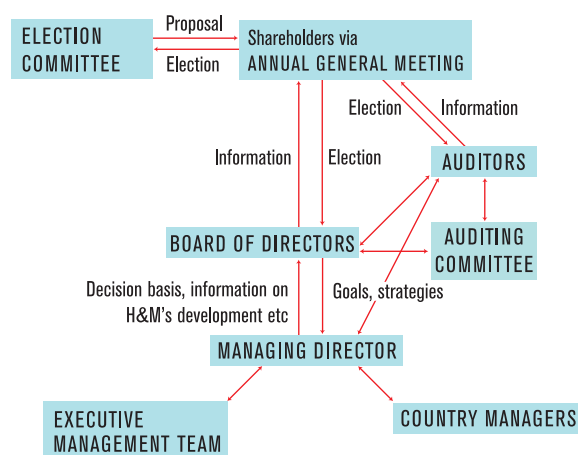 Proposal
ELECTION
COMMITTEE
Election
Shareholders via
ANNUAL GENERAL MEETING
Election
Information
Information
Election
AUDITORS
BOARD OF DIRECTORS
AUDITING
COMMITTEE
Decision basis, information on
H&M's development etc
Goals, strategies
MANAGING DIRECTOR
EXECUTIVE
MANAGEMENT TEAM
COUNTRY MANAGERS